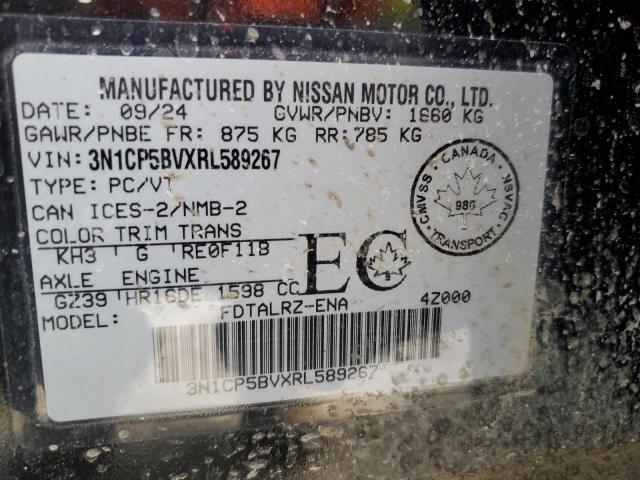 MANUFACTURED BY NISSAN MOTOR CO., LTD.
DATE: 09/24 GVWR/PNBV: 1660 KG
GAWR/PNBE FR: 875 KG RR: 785 KG
VIN: 3N1CP5BVXRL589267
TYPE: PC/VT
CAN ICES-2/NMB-2
COLOR TRIM TRANS
KH3 G RE0F11B
AXLE ENGINE
GZ39 HR16DE 1598 CC
MODEL: FDTALRZ-ENA 4Z000
EC
CANADA
CMVSS NSVAC
986
TRANSPORT
3N1CP5BVXRL589267